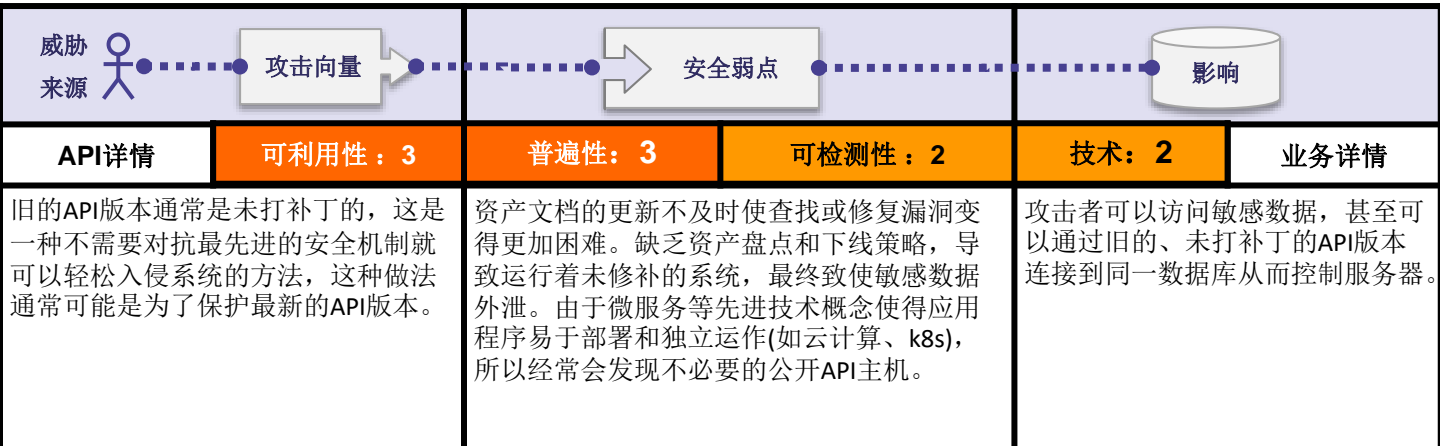 威胁
来源
攻击向量
安全弱点
影响
API详情
可利用性 ：3
普遍性：3
可检测性 ：2
技术：2
业务详情
旧的API版本通常是未打补丁的，这是
一种不需要对抗最先进的安全机制就
可以轻松入侵系统的方法，这种做法
通常可能是为了保护最新的API版本。
资产文档的更新不及时使查找或修复漏洞变
得更加困难。缺乏资产盘点和下线策略，导
致运行着未修补的系统，最终致使敏感数据
外泄。由于微服务等先进技术概念使得应用
程序易于部署和独立运作(如云计算、k8s)，
所以经常会发现不必要的公开API主机。
攻击者可以访问敏感数据，甚至可
以通过旧的、未打补丁的API版本
连接到同一数据库从而控制服务器。